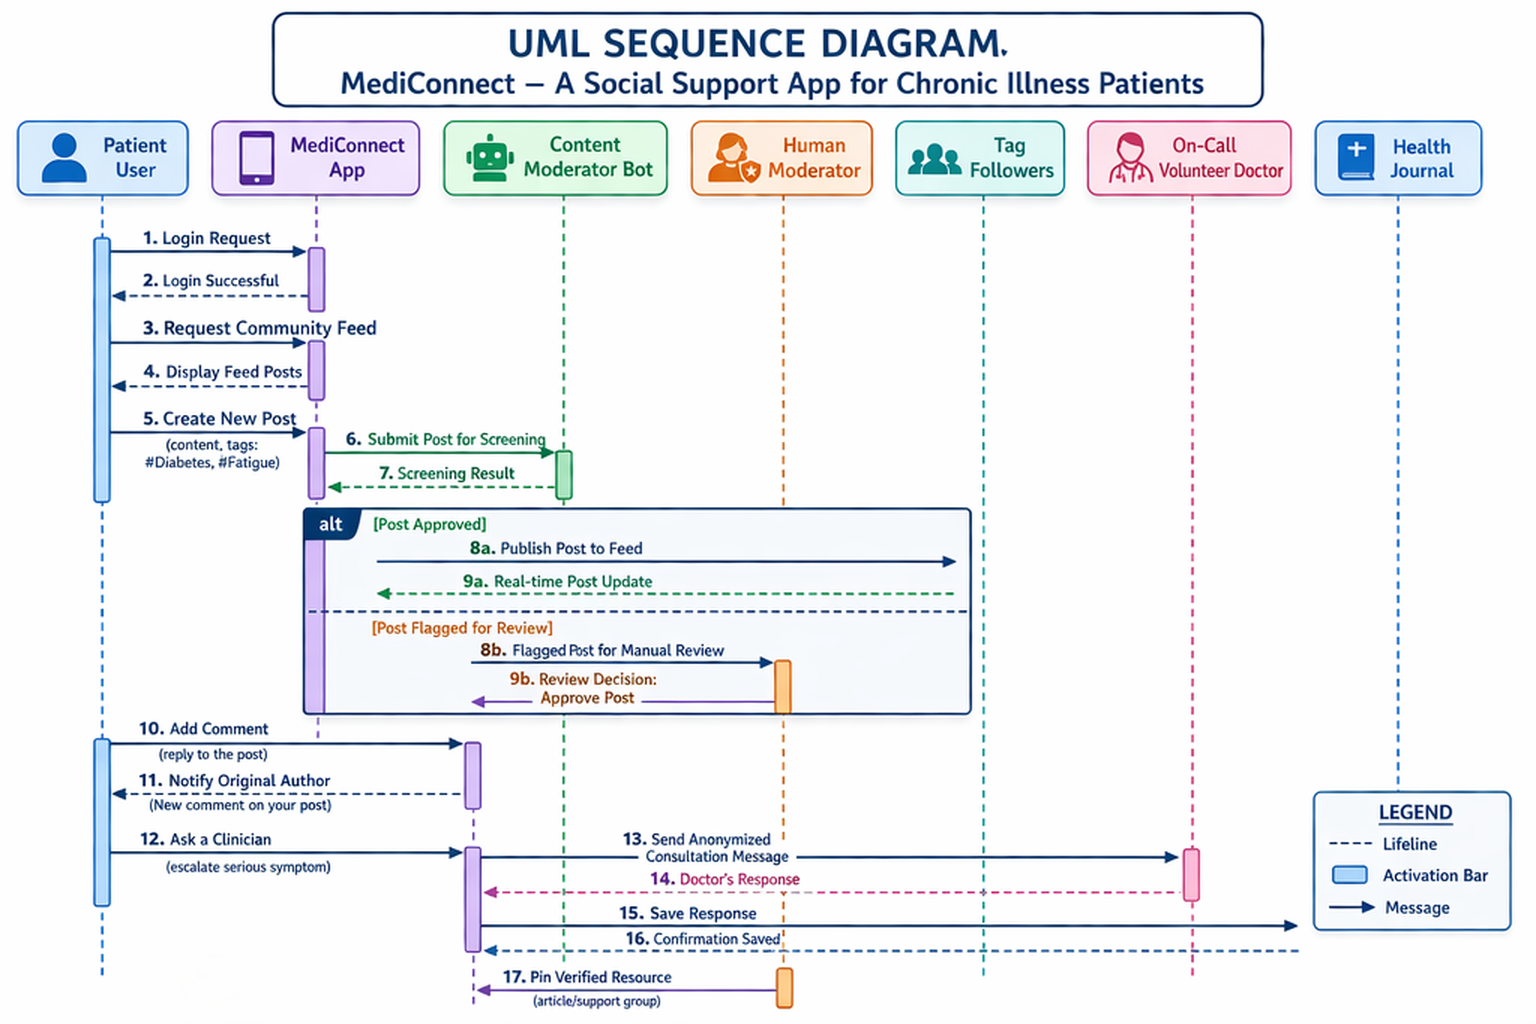 UML SEQUENCE DIAGRAM.
MediConnect – A Social Support App for Chronic Illness Patients
Patient
User
MediConnect
App
Content
Moderator Bot
Human
Moderator
Tag
Followers
On-Call
Volunteer Doctor
Health
Journal
1. Login Request
2. Login Successful
3. Request Community Feed
4. Display Feed Posts
5. Create New Post
(content, tags:
#Diabetes, #Fatigue)
6. Submit Post for Screening
7. Screening Result
alt
[Post Approved]
8a. Publish Post to Feed
9a. Real-time Post Update
[Post Flagged for Review]
8b. Flagged Post for Manual Review
9b. Review Decision:
Approve Post
10. Add Comment
(reply to the post)
11. Notify Original Author
(New comment on your post)
12. Ask a Clinician
(escalate serious symptom)
13. Send Anonymized
Consultation Message
14. Doctor's Response
15. Save Response
16. Confirmation Saved
17. Pin Verified Resource
(article/support group)
LEGEND
Lifeline
Activation Bar
Message